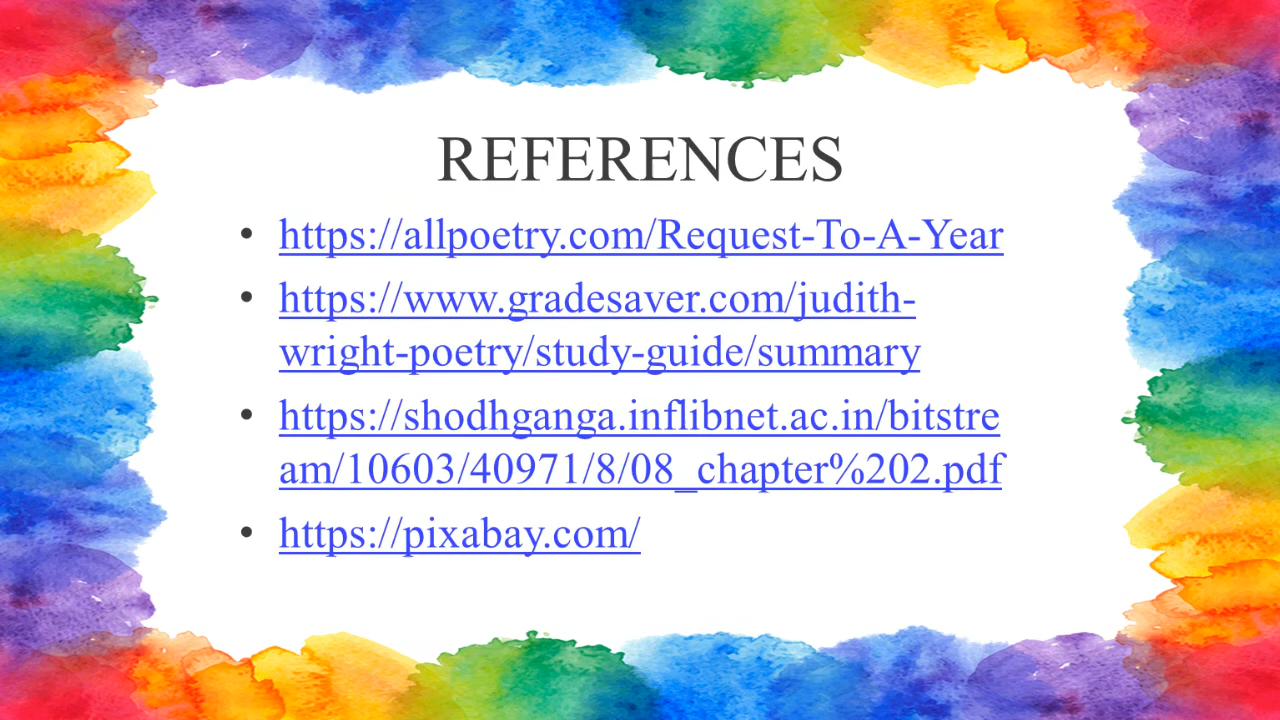 REFERENCES
• https://allpoetry.com/Request-To-A-Year
• https://www.gradesaver.com/judith-
wright-poetry/study-guide/summary
• https://shodhganga.inflibnet.ac.in/bitstre
am/10603/40971/8/08_chapter%202.pdf
• https://pixabay.com/